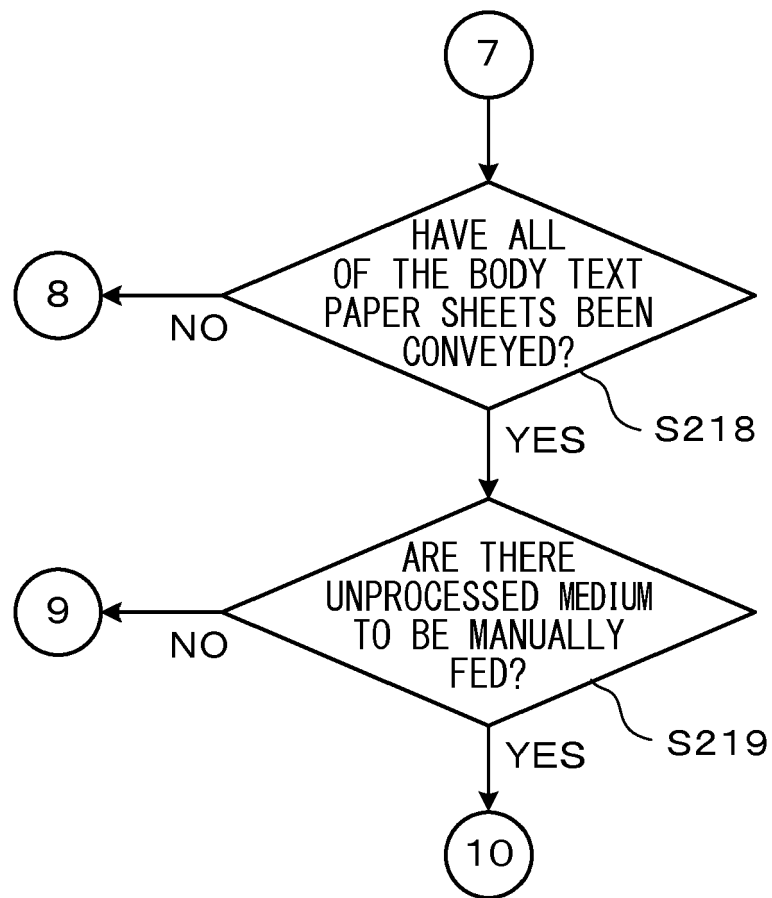 7
HAVE ALL
OF THE BODY TEXT
PAPER SHEETS BEEN
CONVEYED?
8
NO
S218
YES
ARE THERE
UNPROCESSED MEDIUM
TO BE MANUALLY
FED?
9
NO
S219
YES
10